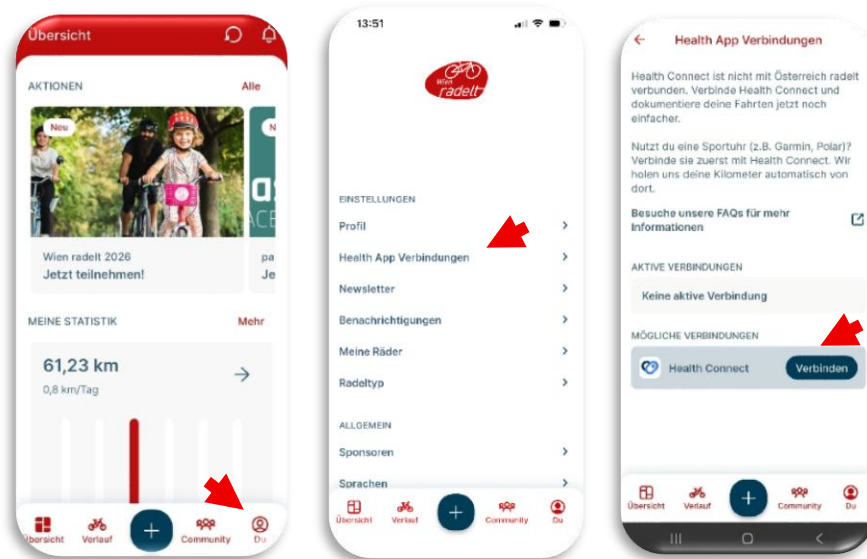 Übersicht
AKTIONEN
Alle
Neu
N
Wien radelt 2026
Jetzt teilnehmen!
pa
Je
MEINE STATISTIK
Mehr
61,23 km
0,8 km/Tag
Übersicht
Verlauf
Community
Du
13:51
Wien
radelt
EINSTELLUNGEN
Profil
Health App Verbindungen
Newsletter
Benachrichtigungen
Meine Räder
Radeltyp
ALLGEMEIN
Sponsoren
Sprachen
Übersicht
Verlauf
Community
Du
Health App Verbindungen
Health Connect ist nicht mit Österreich radelt
verbunden. Verbinde Health Connect und
dokumentiere deine Fahrten jetzt noch
einfacher.
Nutzt du eine Sportuhr (z.B. Garmin, Polar)?
Verbinde sie zuerst mit Health Connect. Wir
holen uns deine Kilometer automatisch von
dort.
Besuche unsere FAQs für mehr
Informationen
AKTIVE VERBINDUNGEN
Keine aktive Verbindung
MÖGLICHE VERBINDUNGEN
Health Connect
Verbinden
Übersicht
Verlauf
Community
Du